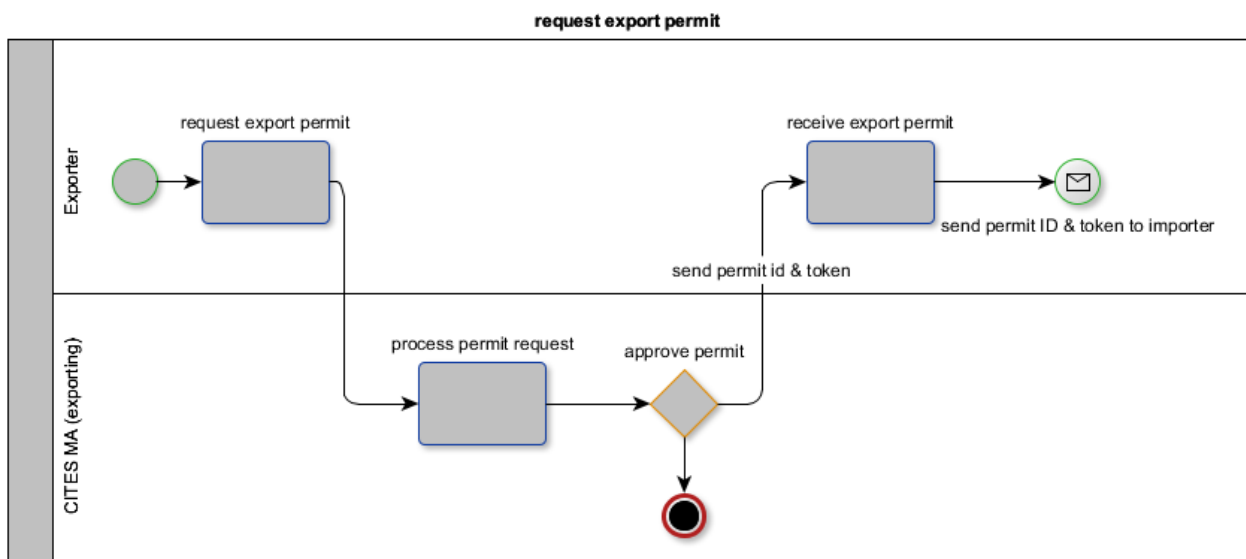 request export permit
Exporter
request export permit
receive export permit
send permit ID & token to importer
send permit id & token
CITES MA (exporting)
process permit request
approve permit